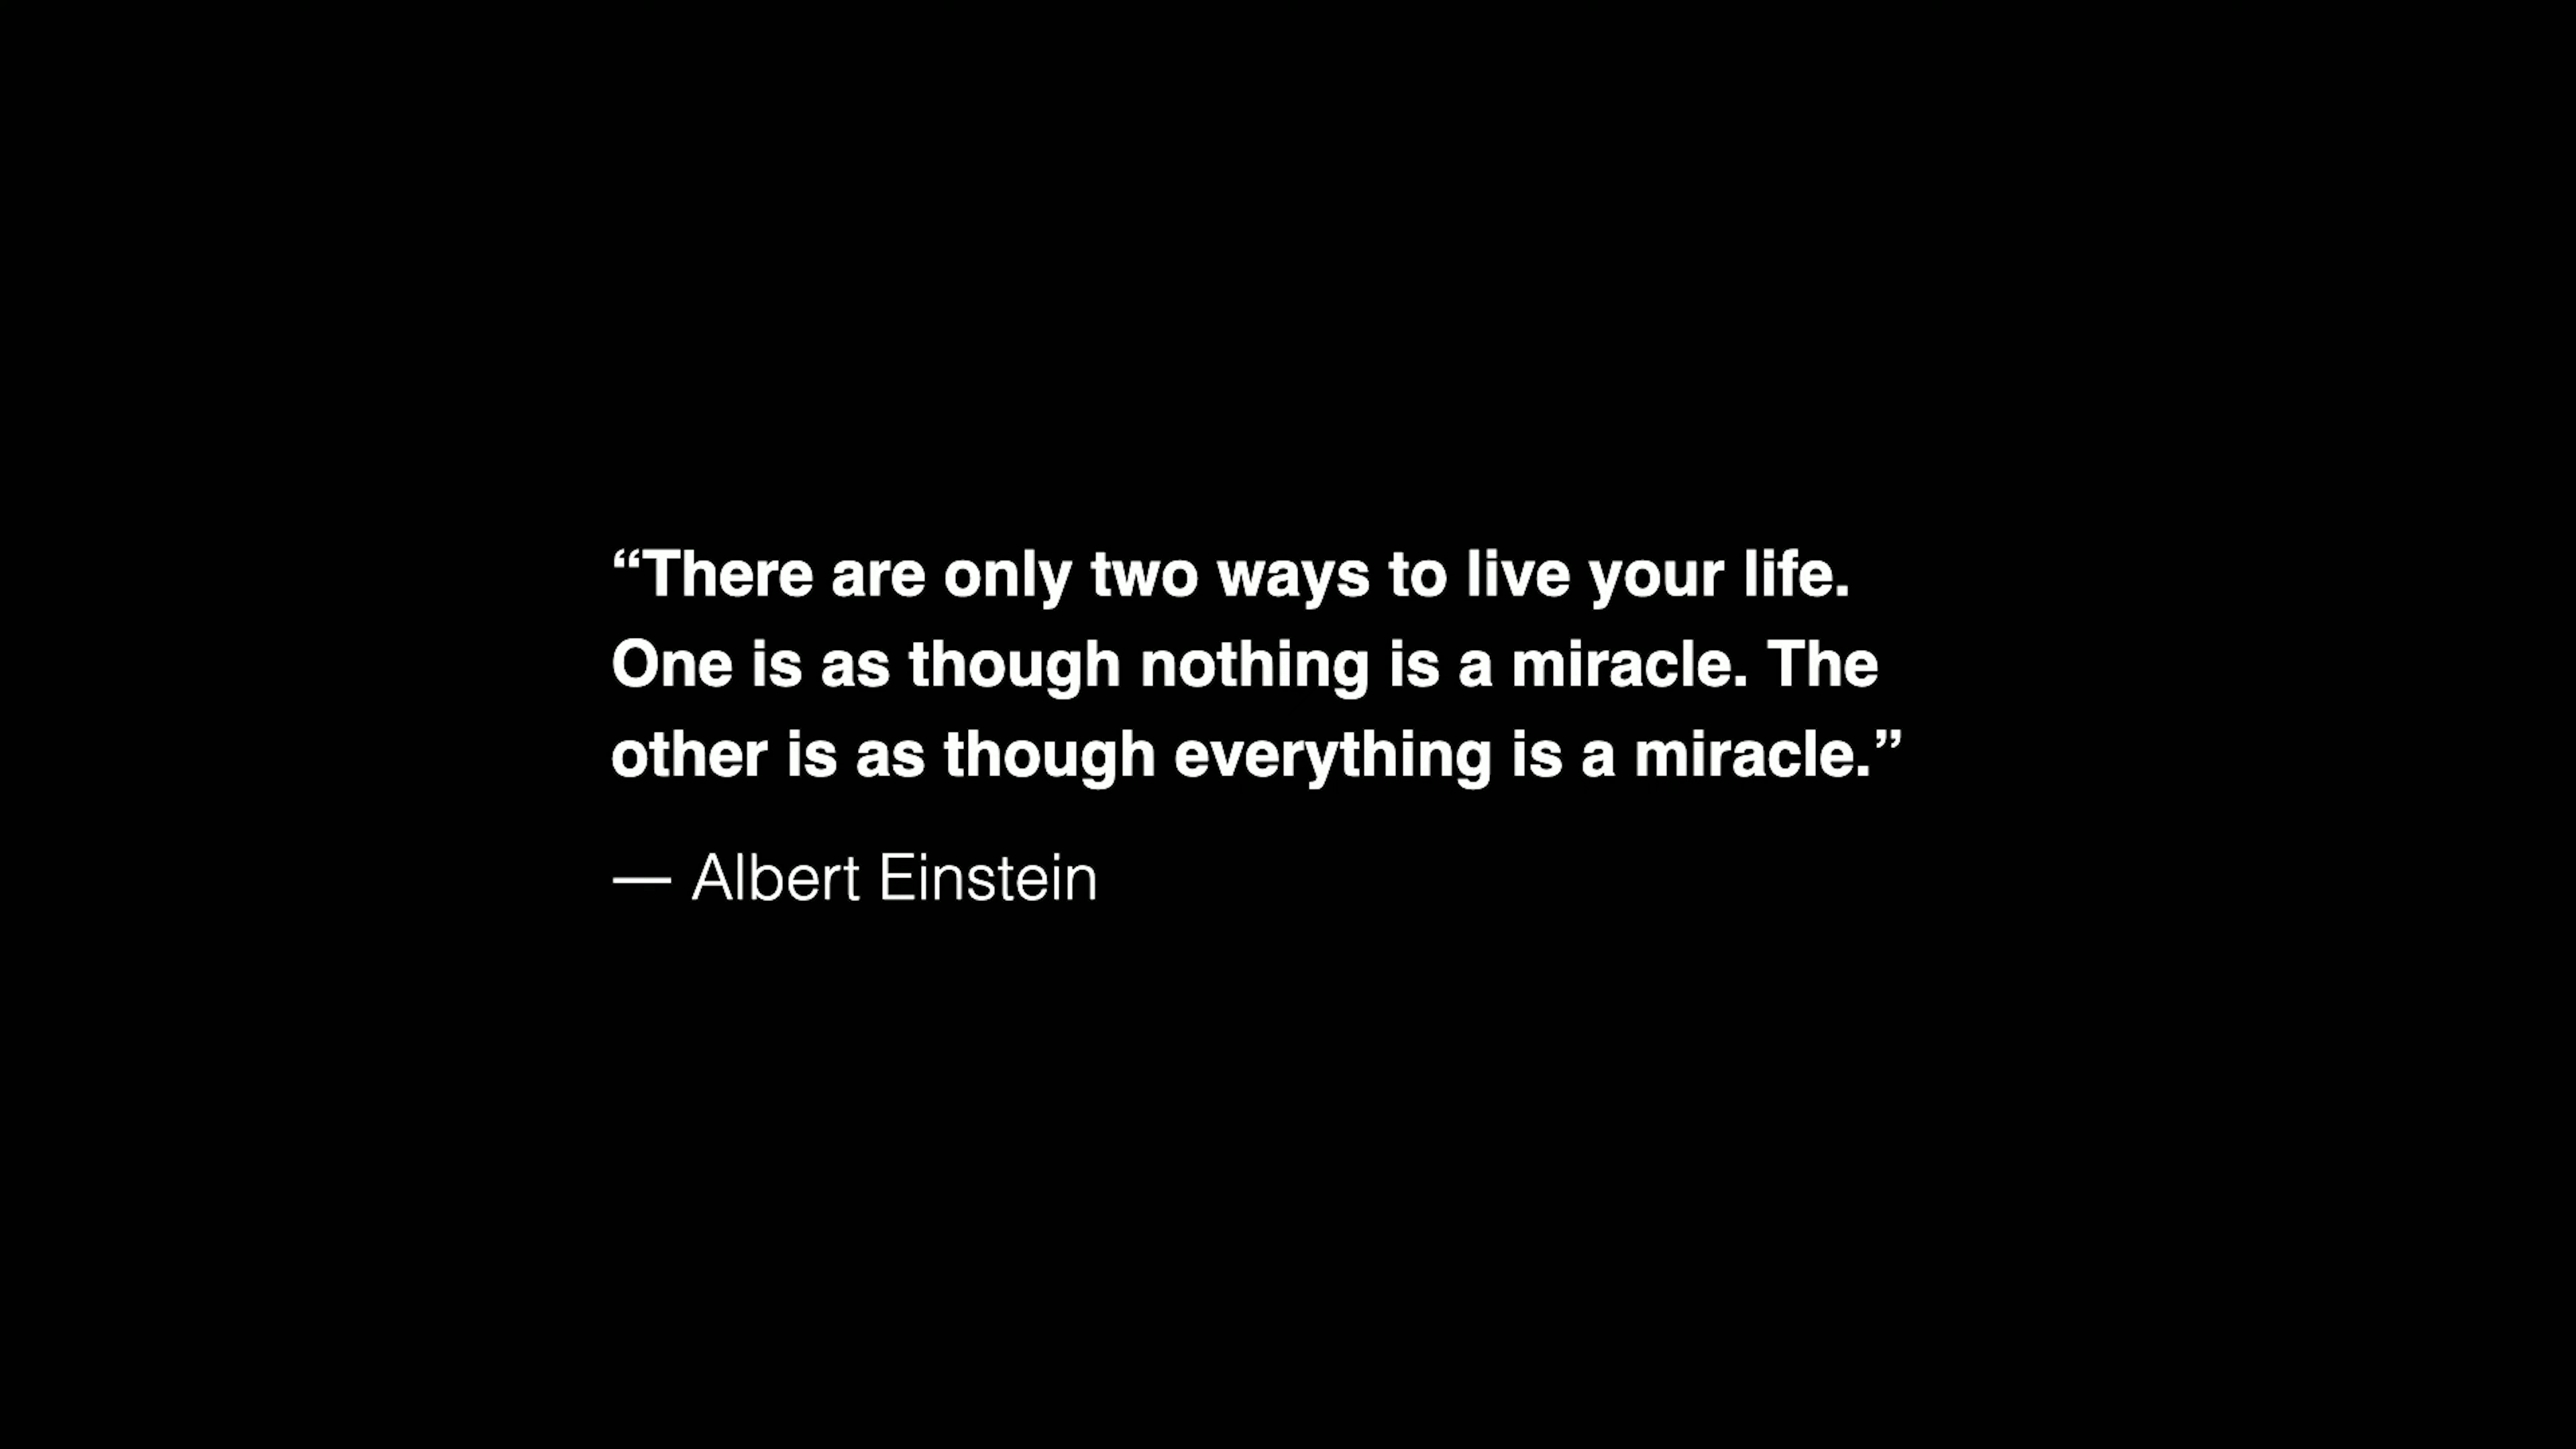 “There are only two ways to live your life.
One is as though nothing is a miracle. The
other is as though everything is a miracle.”
— Albert Einstein